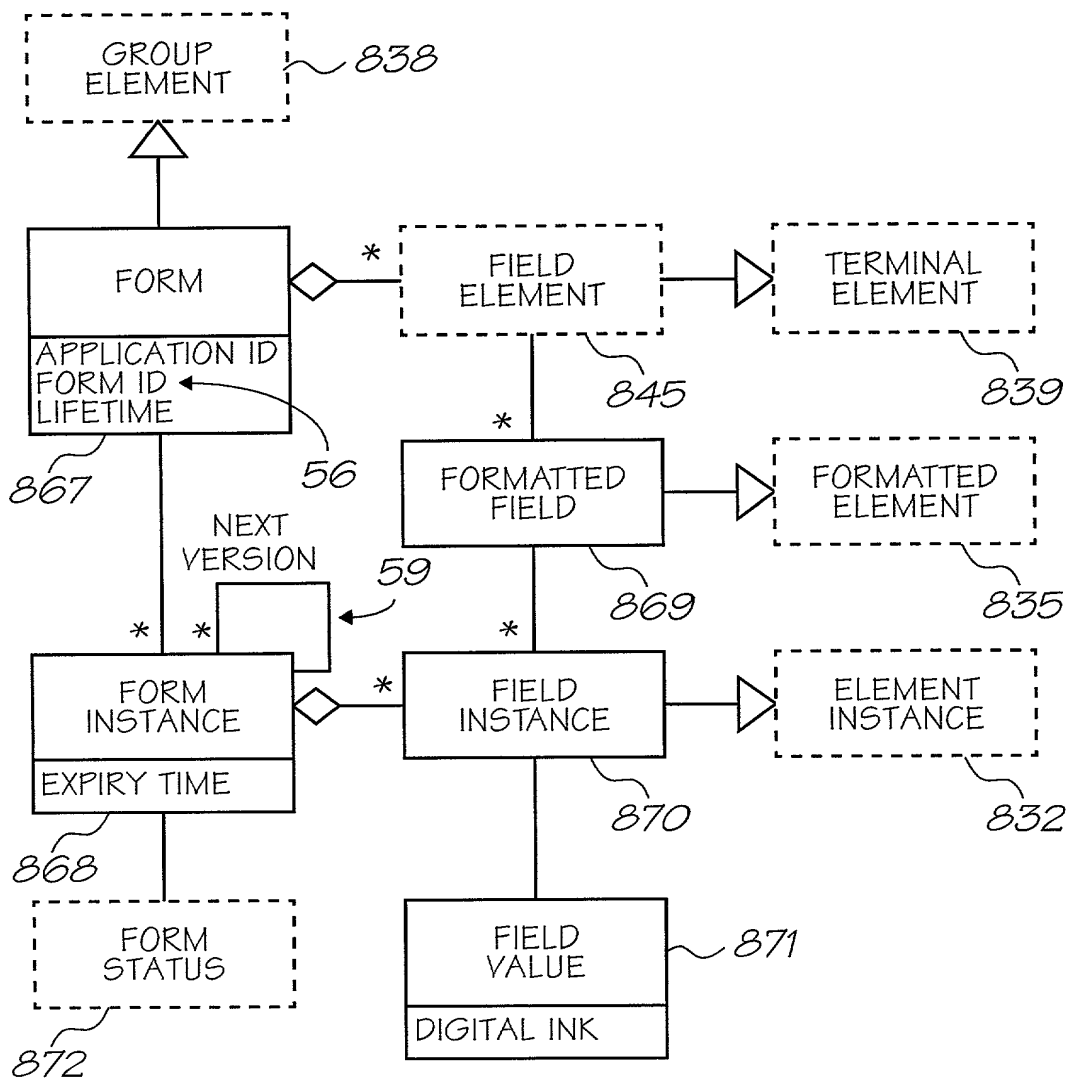 GROUP
ELEMENT
838
FORM
*
FIELD
ELEMENT
TERMINAL
ELEMENT
APPLICATION ID
FORM ID
LIFETIME
845
839
*
867
56
FORMATTED
FIELD
FORMATTED
ELEMENT
NEXT
VERSION
59
869
835
*
*
*
FORM
INSTANCE
*
FIELD
INSTANCE
ELEMENT
INSTANCE
EXPIRY TIME
870
832
868
FORM
STATUS
FIELD
VALUE
871
DIGITAL INK
872